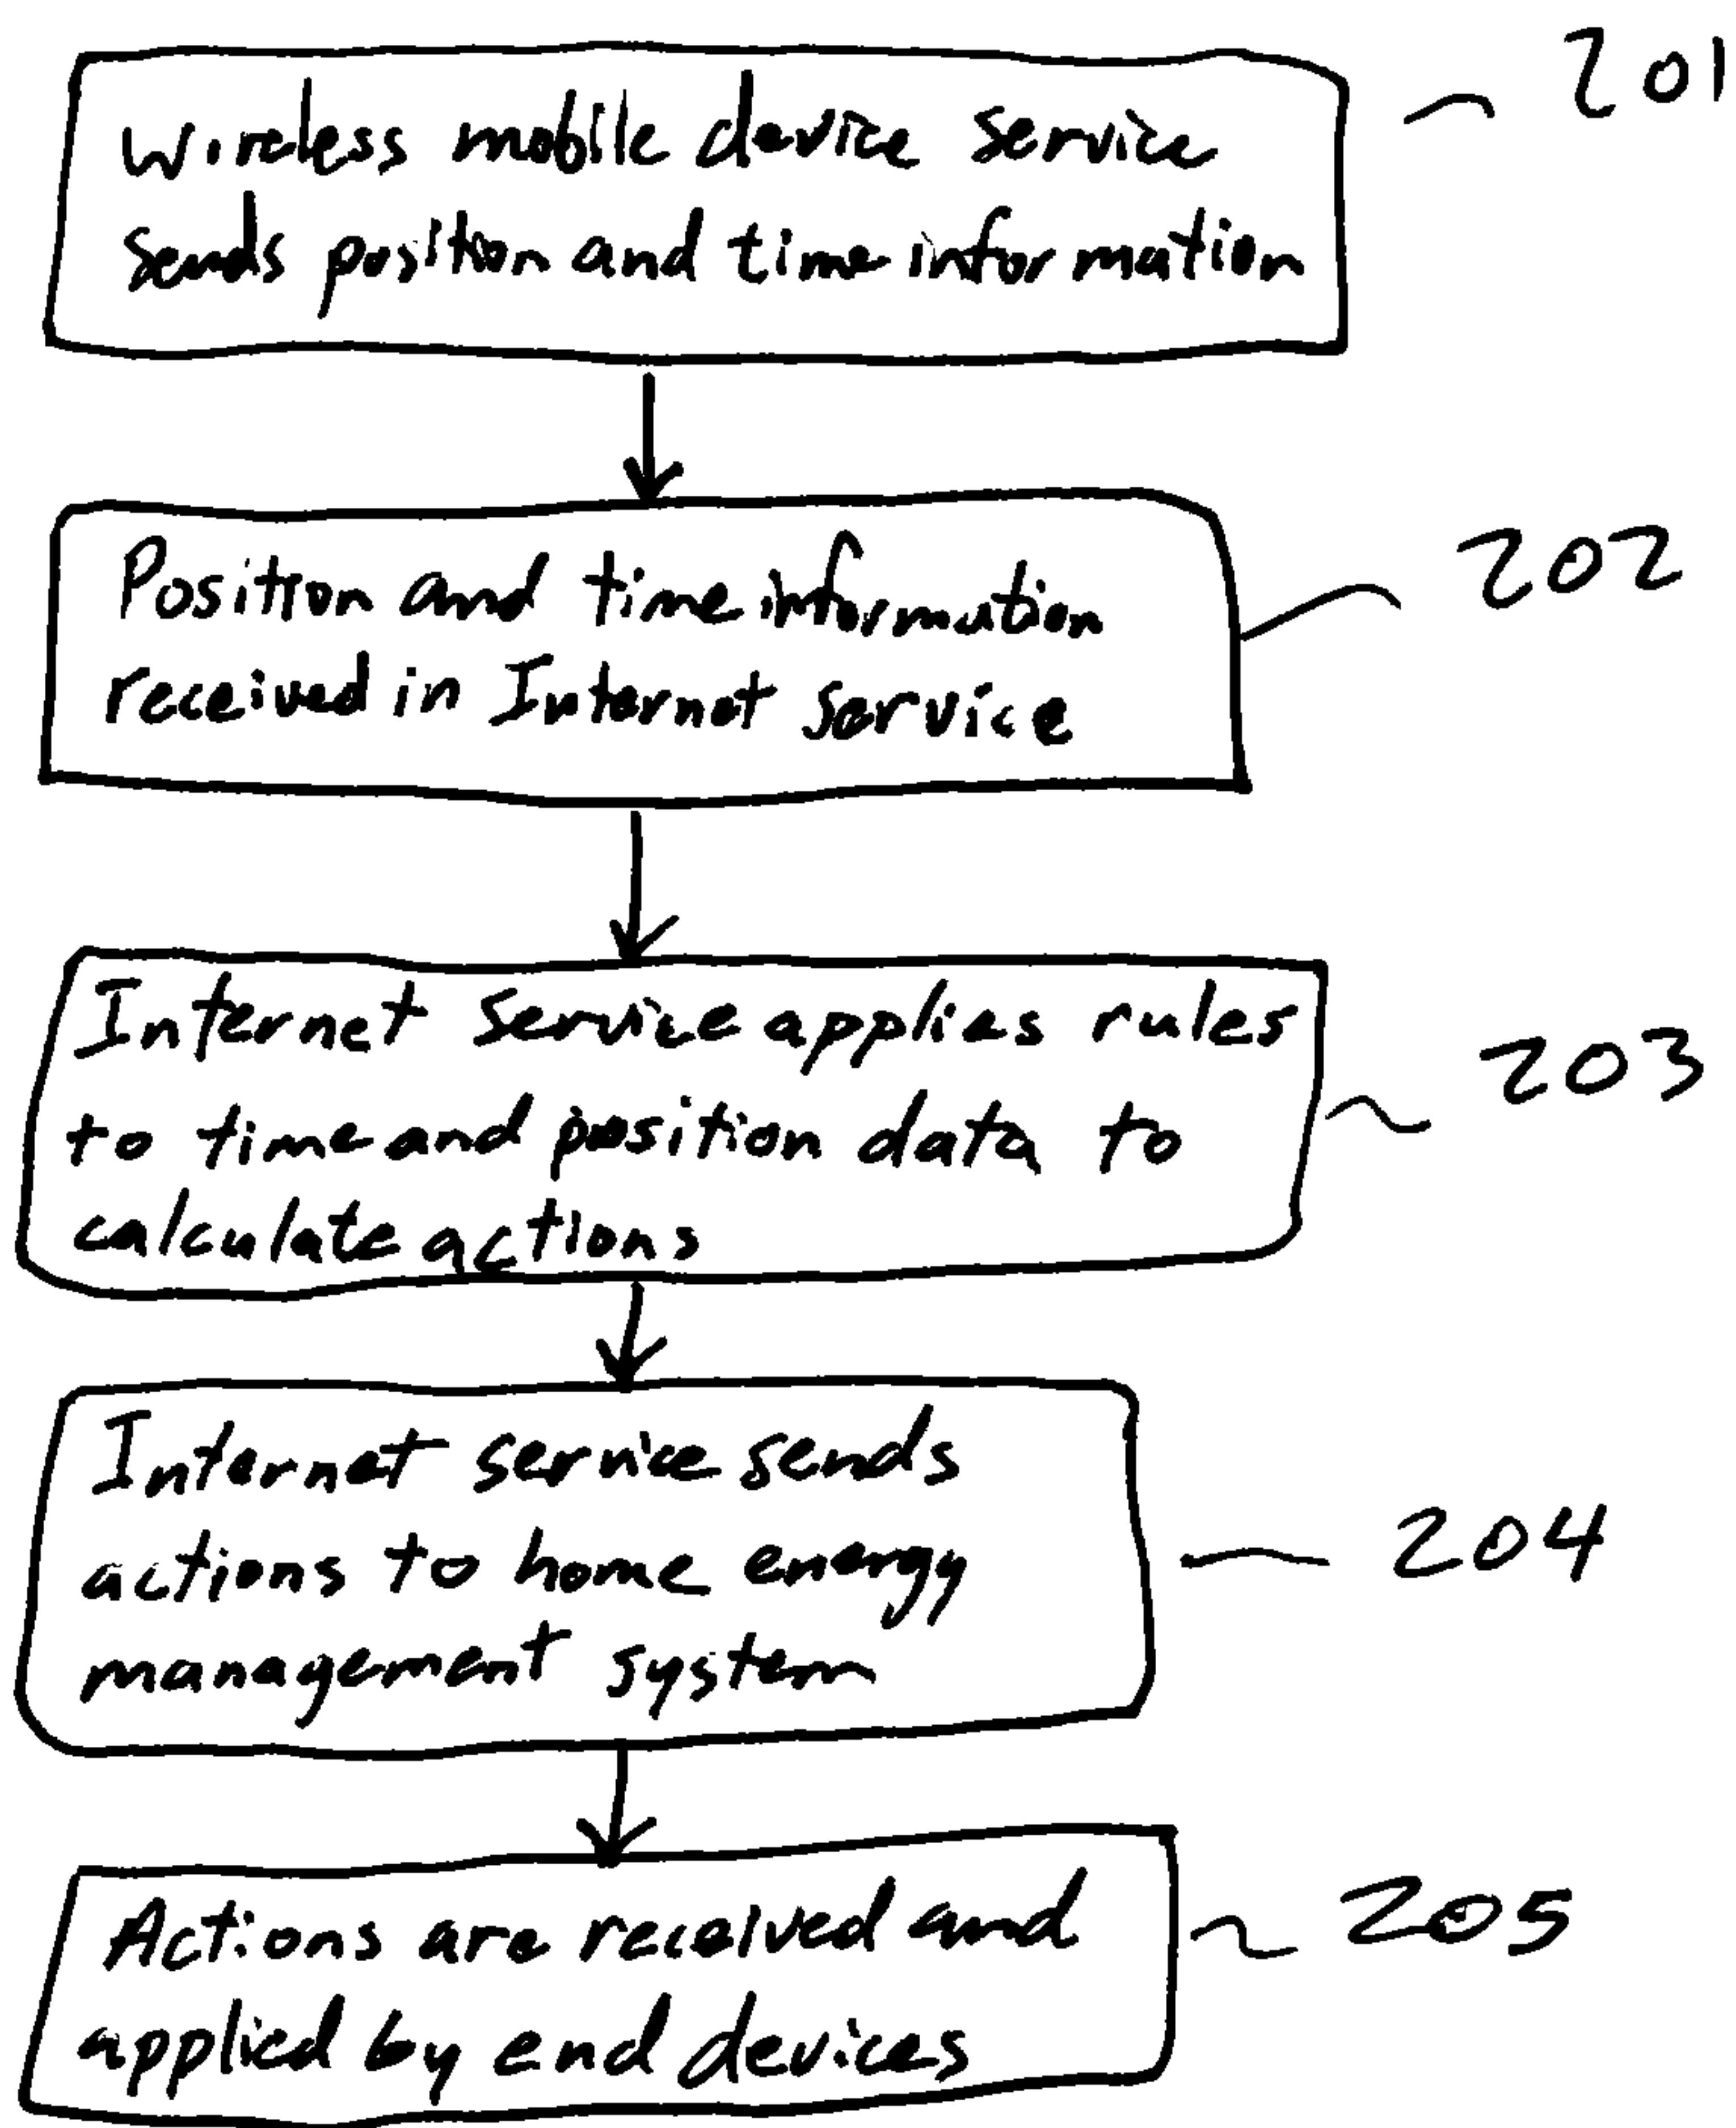 201
Wireless mobile device service
sends position and time information
202
Position and time information
received in Internet service
Internet service applies rules
203
to time and position data to
calculate actions
Internet service sends
204
actions to home energy
management system
205
Actions are received and
applied by end devices